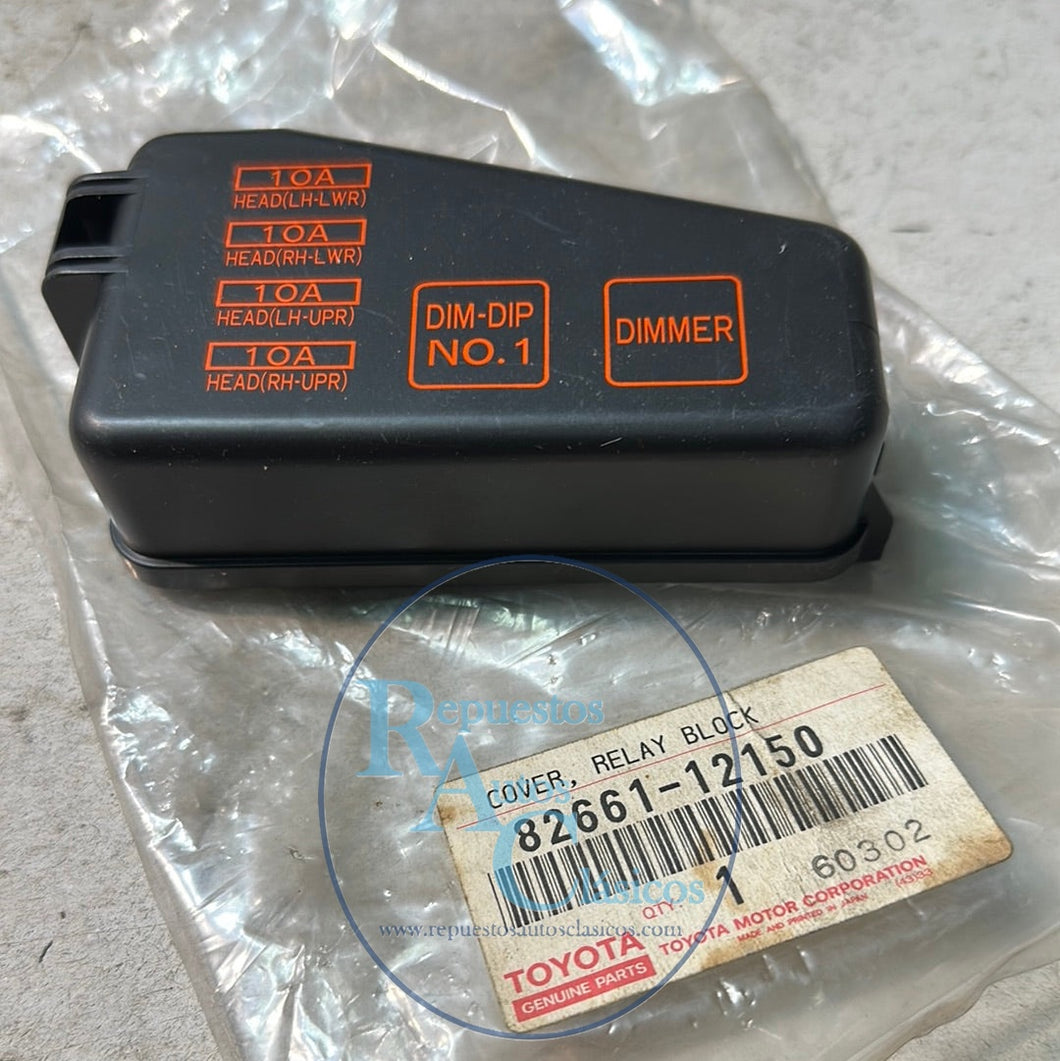 10A
HEAD(LH-LWR)
10A
HEAD(RH-LWR)
10A
HEAD(LH-UPR)
10A
HEAD(RH-UPR)
DIM-DIP
NO.1
DIMMER
Repuestos
Autos
Clásicos
www.repuestosautosclasicos.com
COVER, RELAY BLOCK
82661-12150
QTY 1 60302
TOYOTA TOYOTA MOTOR CORPORATION
GENUINE PARTS MADE AND PRINTED IN JAPAN (43)33